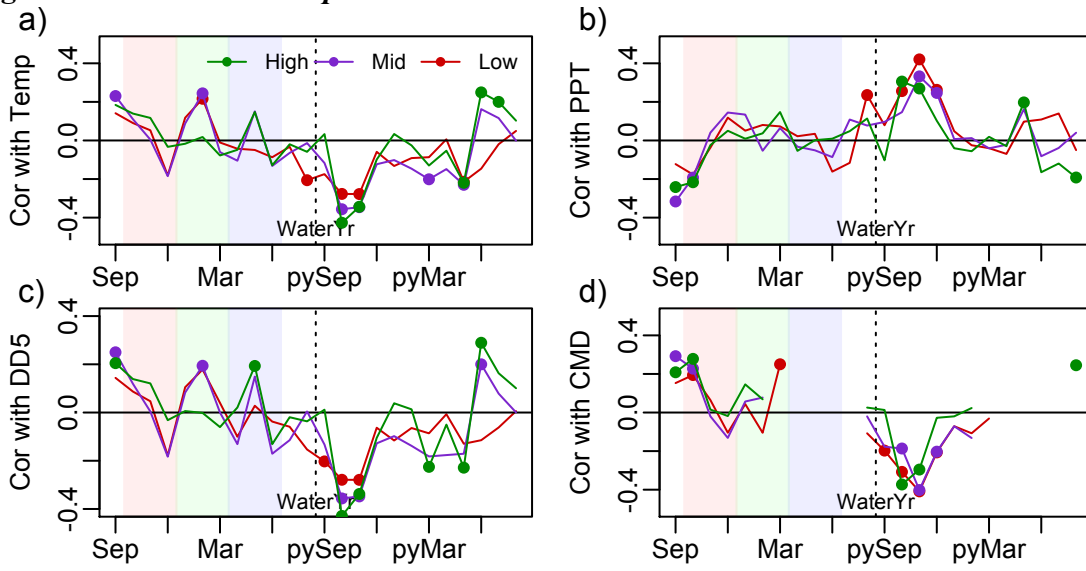 a)
b)
High Mid Low
Cor with Temp
0.4
0.0
-0.4
WaterYr
Sep Mar pySep pyMar
Cor with PPT
0.4
0.0
-0.4
WaterYr
Sep Mar pySep pyMar
c)
d)
Cor with DD5
0.4
0.0
-0.4
WaterYr
Sep Mar pySep pyMar
Cor with CMD
0.4
0.0
-0.4
WaterYr
Sep Mar pySep pyMar